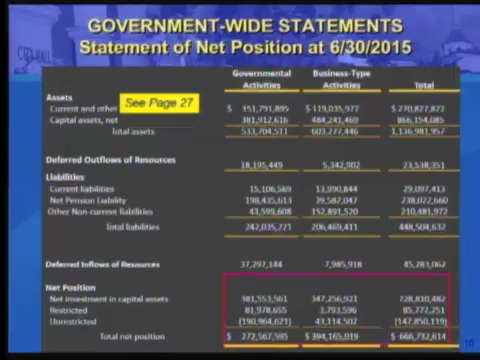 GOVERNMENT-WIDE STATEMENTS
Statement of Net Position at 6/30/2015
CITY HALL
Governmental Activities Business-Type Activities Total
Assets
See Page 27
Current and other $ 151,791,895 $ 119,035,977 $ 270,827,872
Capital assets, net 381,912,616 484,241,469 866,154,085
Total assets 533,704,511 603,277,446 1,136,981,957
Deferred Outflows of Resources 18,195,449 5,342,902 23,538,351
Liabilities
Current liabilities 15,106,569 13,990,844 29,097,413
Net Pension Liability 198,435,613 39,587,047 238,022,660
Other Non-current liabilities 43,599,608 152,891,520 210,481,972
Total liabilities 242,035,221 206,469,411 448,504,632
Deferred Inflows of Resources 37,297,144 7,985,918 45,283,062
Net Position
Net investment in capital assets 381,553,561 347,256,921 728,810,482
Restricted 81,978,655 3,793,596 85,772,251
Unrestricted (190,964,621) 43,114,502 (147,850,119)
Total net position $ 272,567,595 $ 394,165,019 $ 666,732,614
10